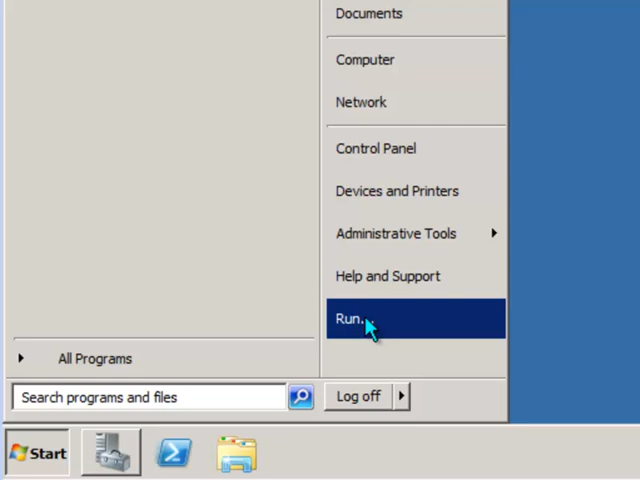 Documents
Computer
Network
Control Panel
Devices and Printers
Administrative Tools
Help and Support
Run...
All Programs
Search programs and files
Log off
Start